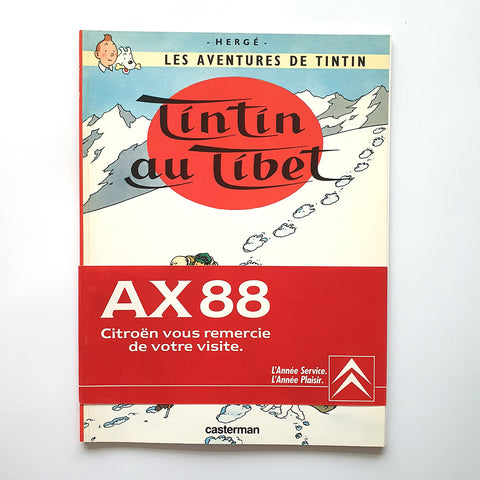 - HERGÉ -
LES AVENTURES DE TINTIN
Tintin
au Tibet
AX 88
Citroën vous remercie
de votre visite.
L'Année Service.
L'Année Plaisir.
casterman